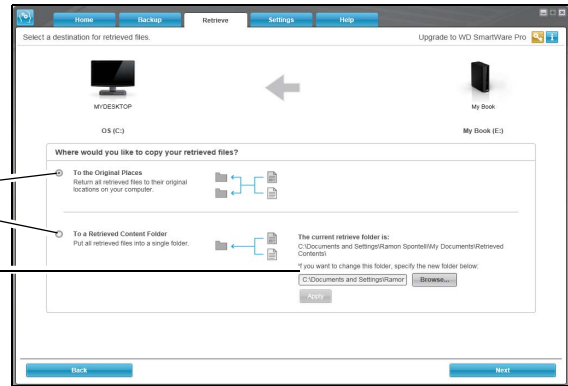 Home Backup Retrieve Settings Help
Select a destination for retrieved files. Upgrade to WD SmartWare Pro
MYDESKTOP My Book
OS (C:) My Book (E:)
Where would you like to copy your retrieved files?
To the Original Places
Return all retrieved files to their original
locations on your computer.
To a Retrieved Content Folder
Put all retrieved files into a single folder.
The current retrieve folder is:
C:\Documents and Settings\Ramon Spontelli\My Documents\Retrieved
Contents\
If you want to change this folder, specify the new folder below:
C:\Documents and Settings\Ramor Browse...
Apply
Back Next